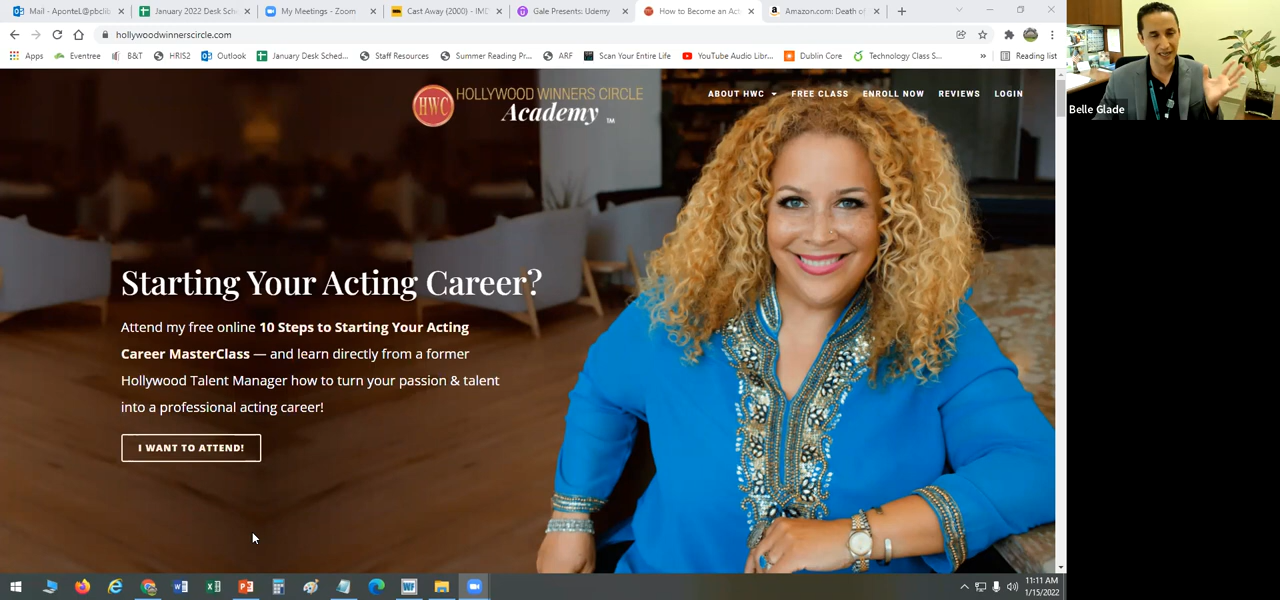 Mail - AponteL@pbclib
January 2022 Desk Sch
My Meetings - Zoom
Cast Away (2000) - IMD
Gale Presents: Udemy
How to Become an Act
Amazon.com: Death of
hollywoodwinnerscircle.com
Apps
Eventree
B&T
HRIS2
Outlook
January Desk Sched...
Staff Resources
Summer Reading Pr...
ARF
Scan Your Entire Life
YouTube Audio Libr...
Dublin Core
Technology Class S...
»
Reading list
HWC HOLLYWOOD WINNERS CIRCLE
Academy TM
ABOUT HWC
FREE CLASS
ENROLL NOW
REVIEWS
LOGIN
Belle Glade
Starting Your Acting Career?
Attend my free online 10 Steps to Starting Your Acting
Career MasterClass — and learn directly from a former
Hollywood Talent Manager how to turn your passion & talent
into a professional acting career!
I WANT TO ATTEND!
11:11 AM
1/15/2022